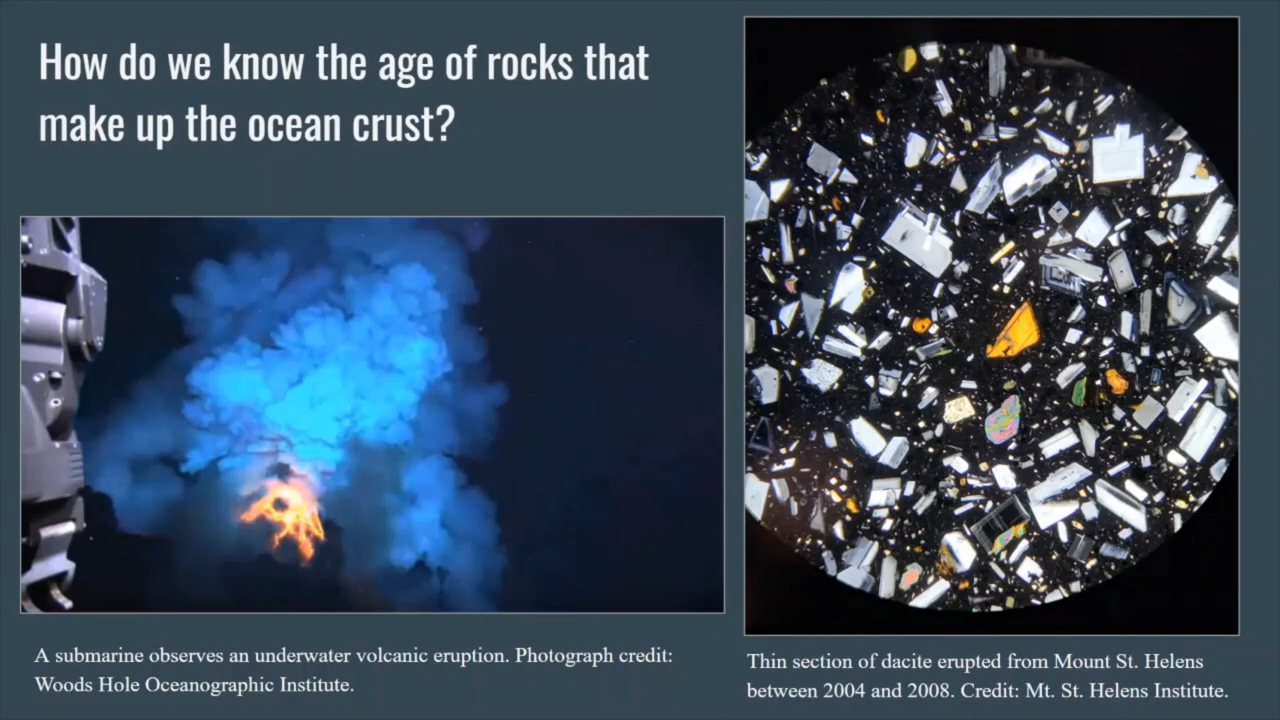 How do we know the age of rocks that
make up the ocean crust?
A submarine observes an underwater volcanic eruption. Photograph credit:
Woods Hole Oceanographic Institute.
Thin section of dacite erupted from Mount St. Helens
between 2004 and 2008. Credit: Mt. St. Helens Institute.